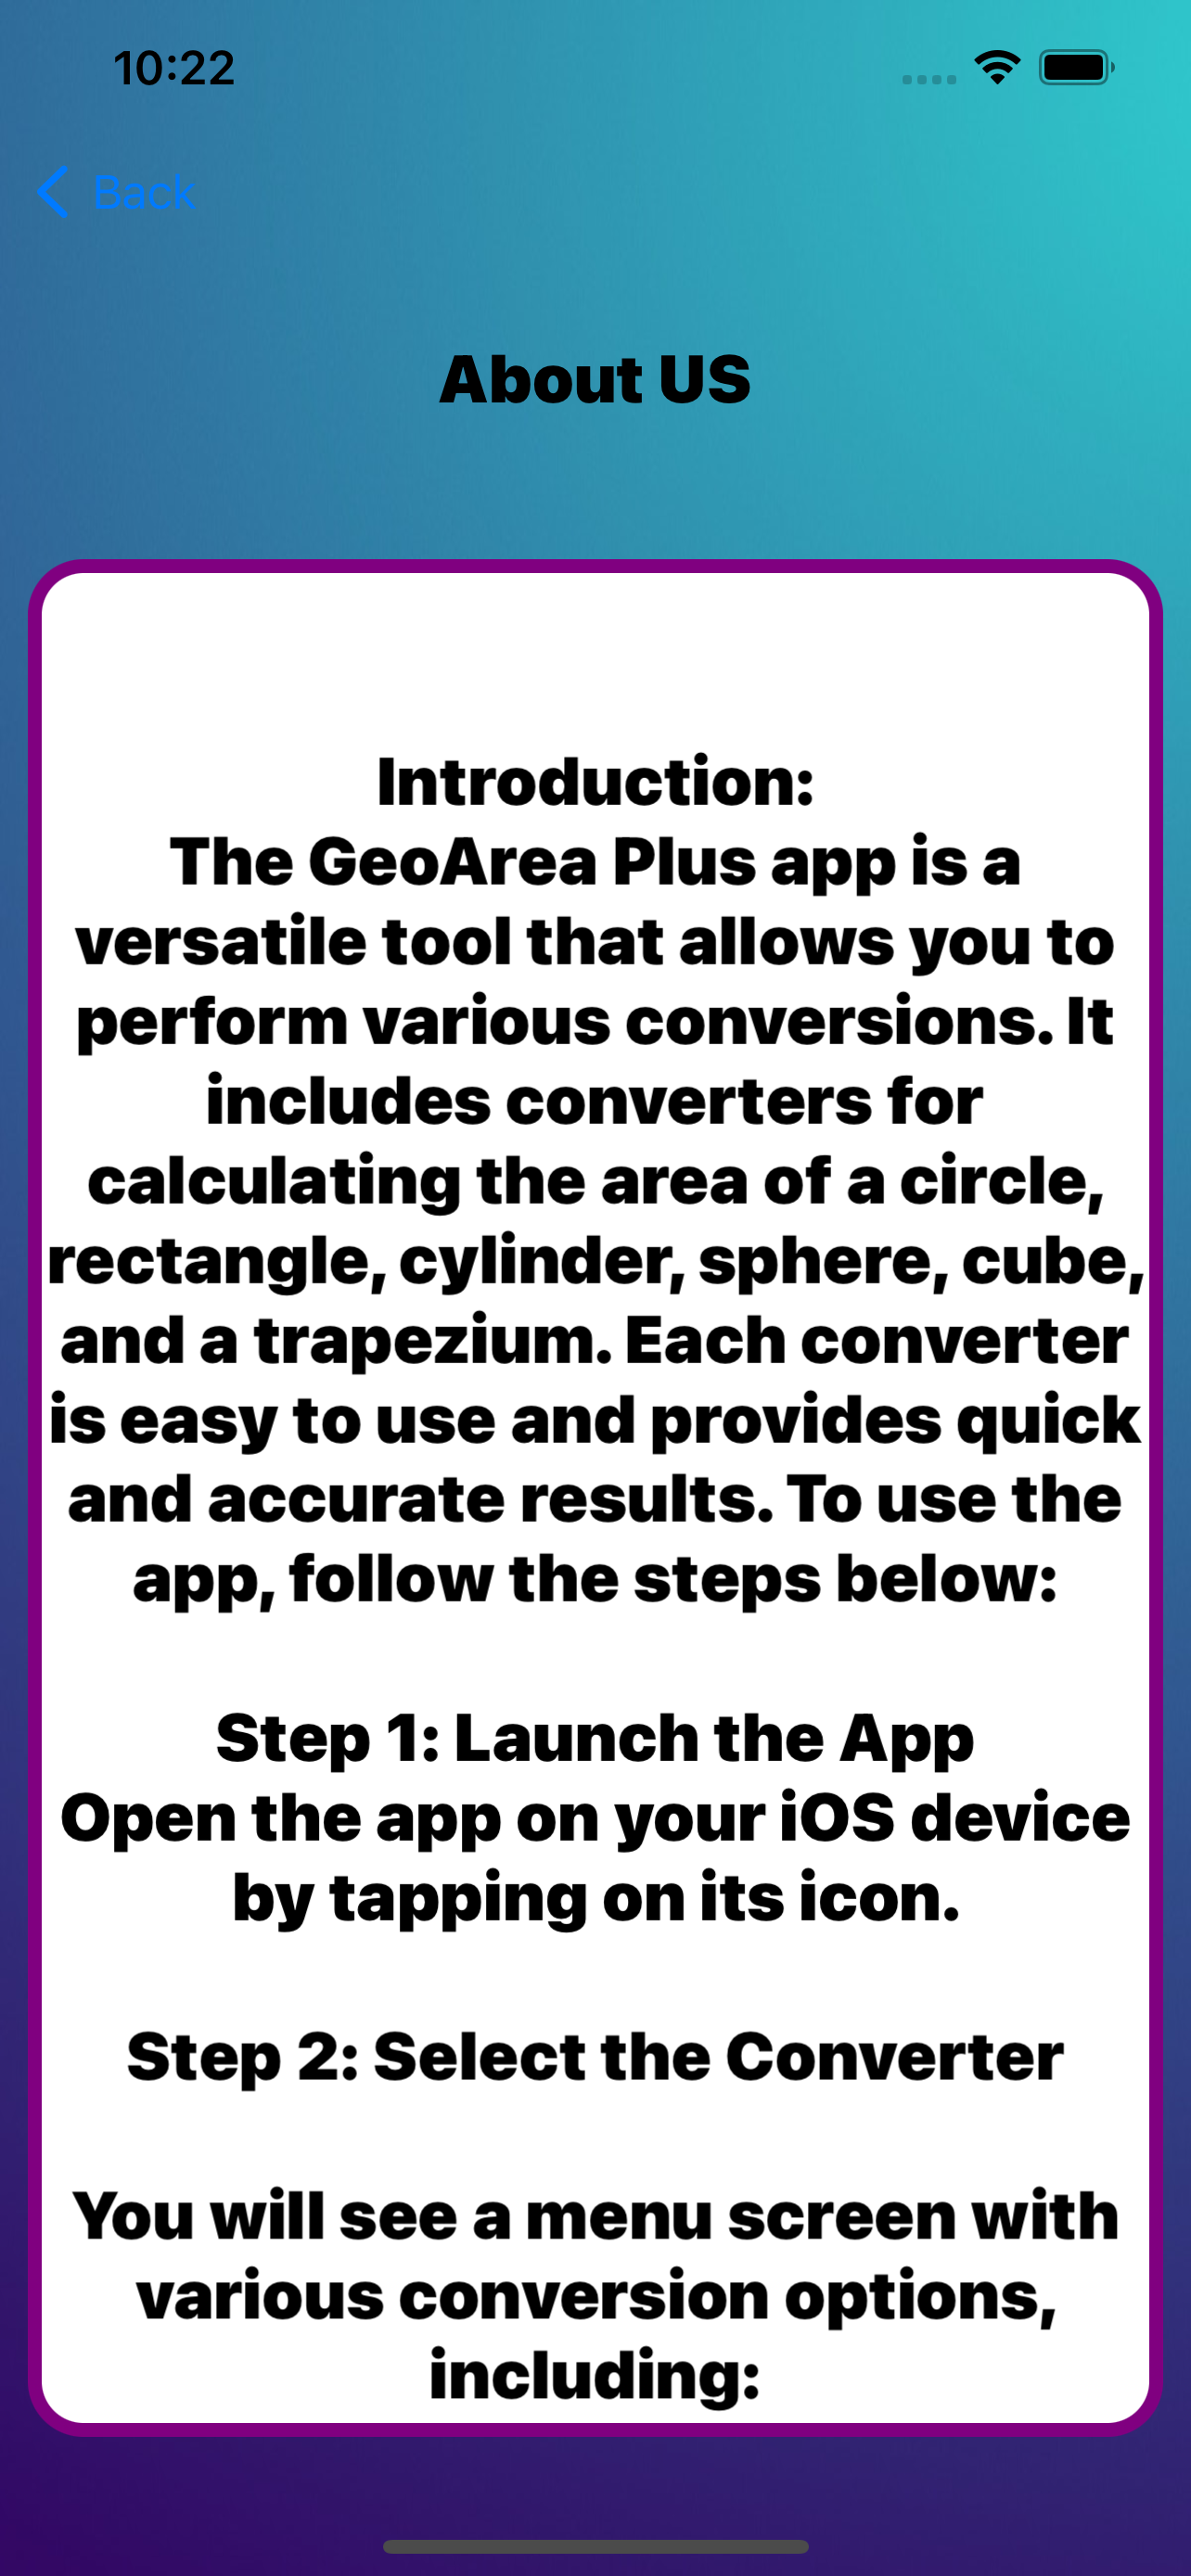 10:22
Back
About US
Introduction:
The GeoArea Plus app is a
versatile tool that allows you to
perform various conversions. It
includes converters for
calculating the area of a circle,
rectangle, cylinder, sphere, cube,
and a trapezium. Each converter
is easy to use and provides quick
and accurate results. To use the
app, follow the steps below:
Step 1: Launch the App
Open the app on your iOS device
by tapping on its icon.
Step 2: Select the Converter
You will see a menu screen with
various conversion options,
including: